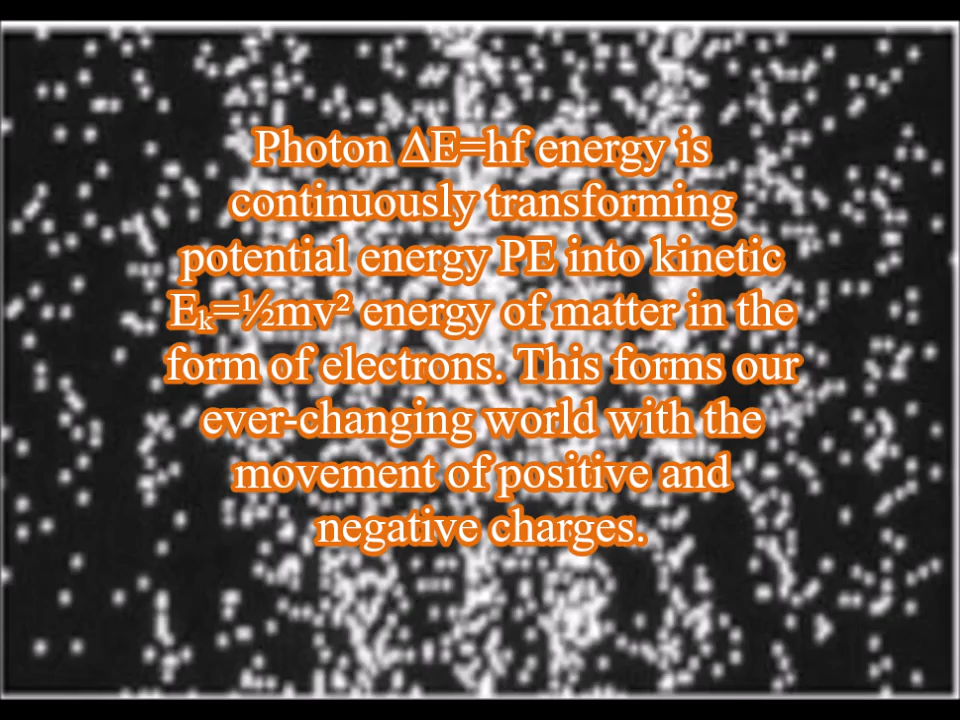 Photon ΔE=hf energy is
continuously transforming
potential energy PE into kinetic
Eₖ=½mv² energy of matter in the
form of electrons. This forms our
ever-changing world with the
movement of positive and
negative charges.